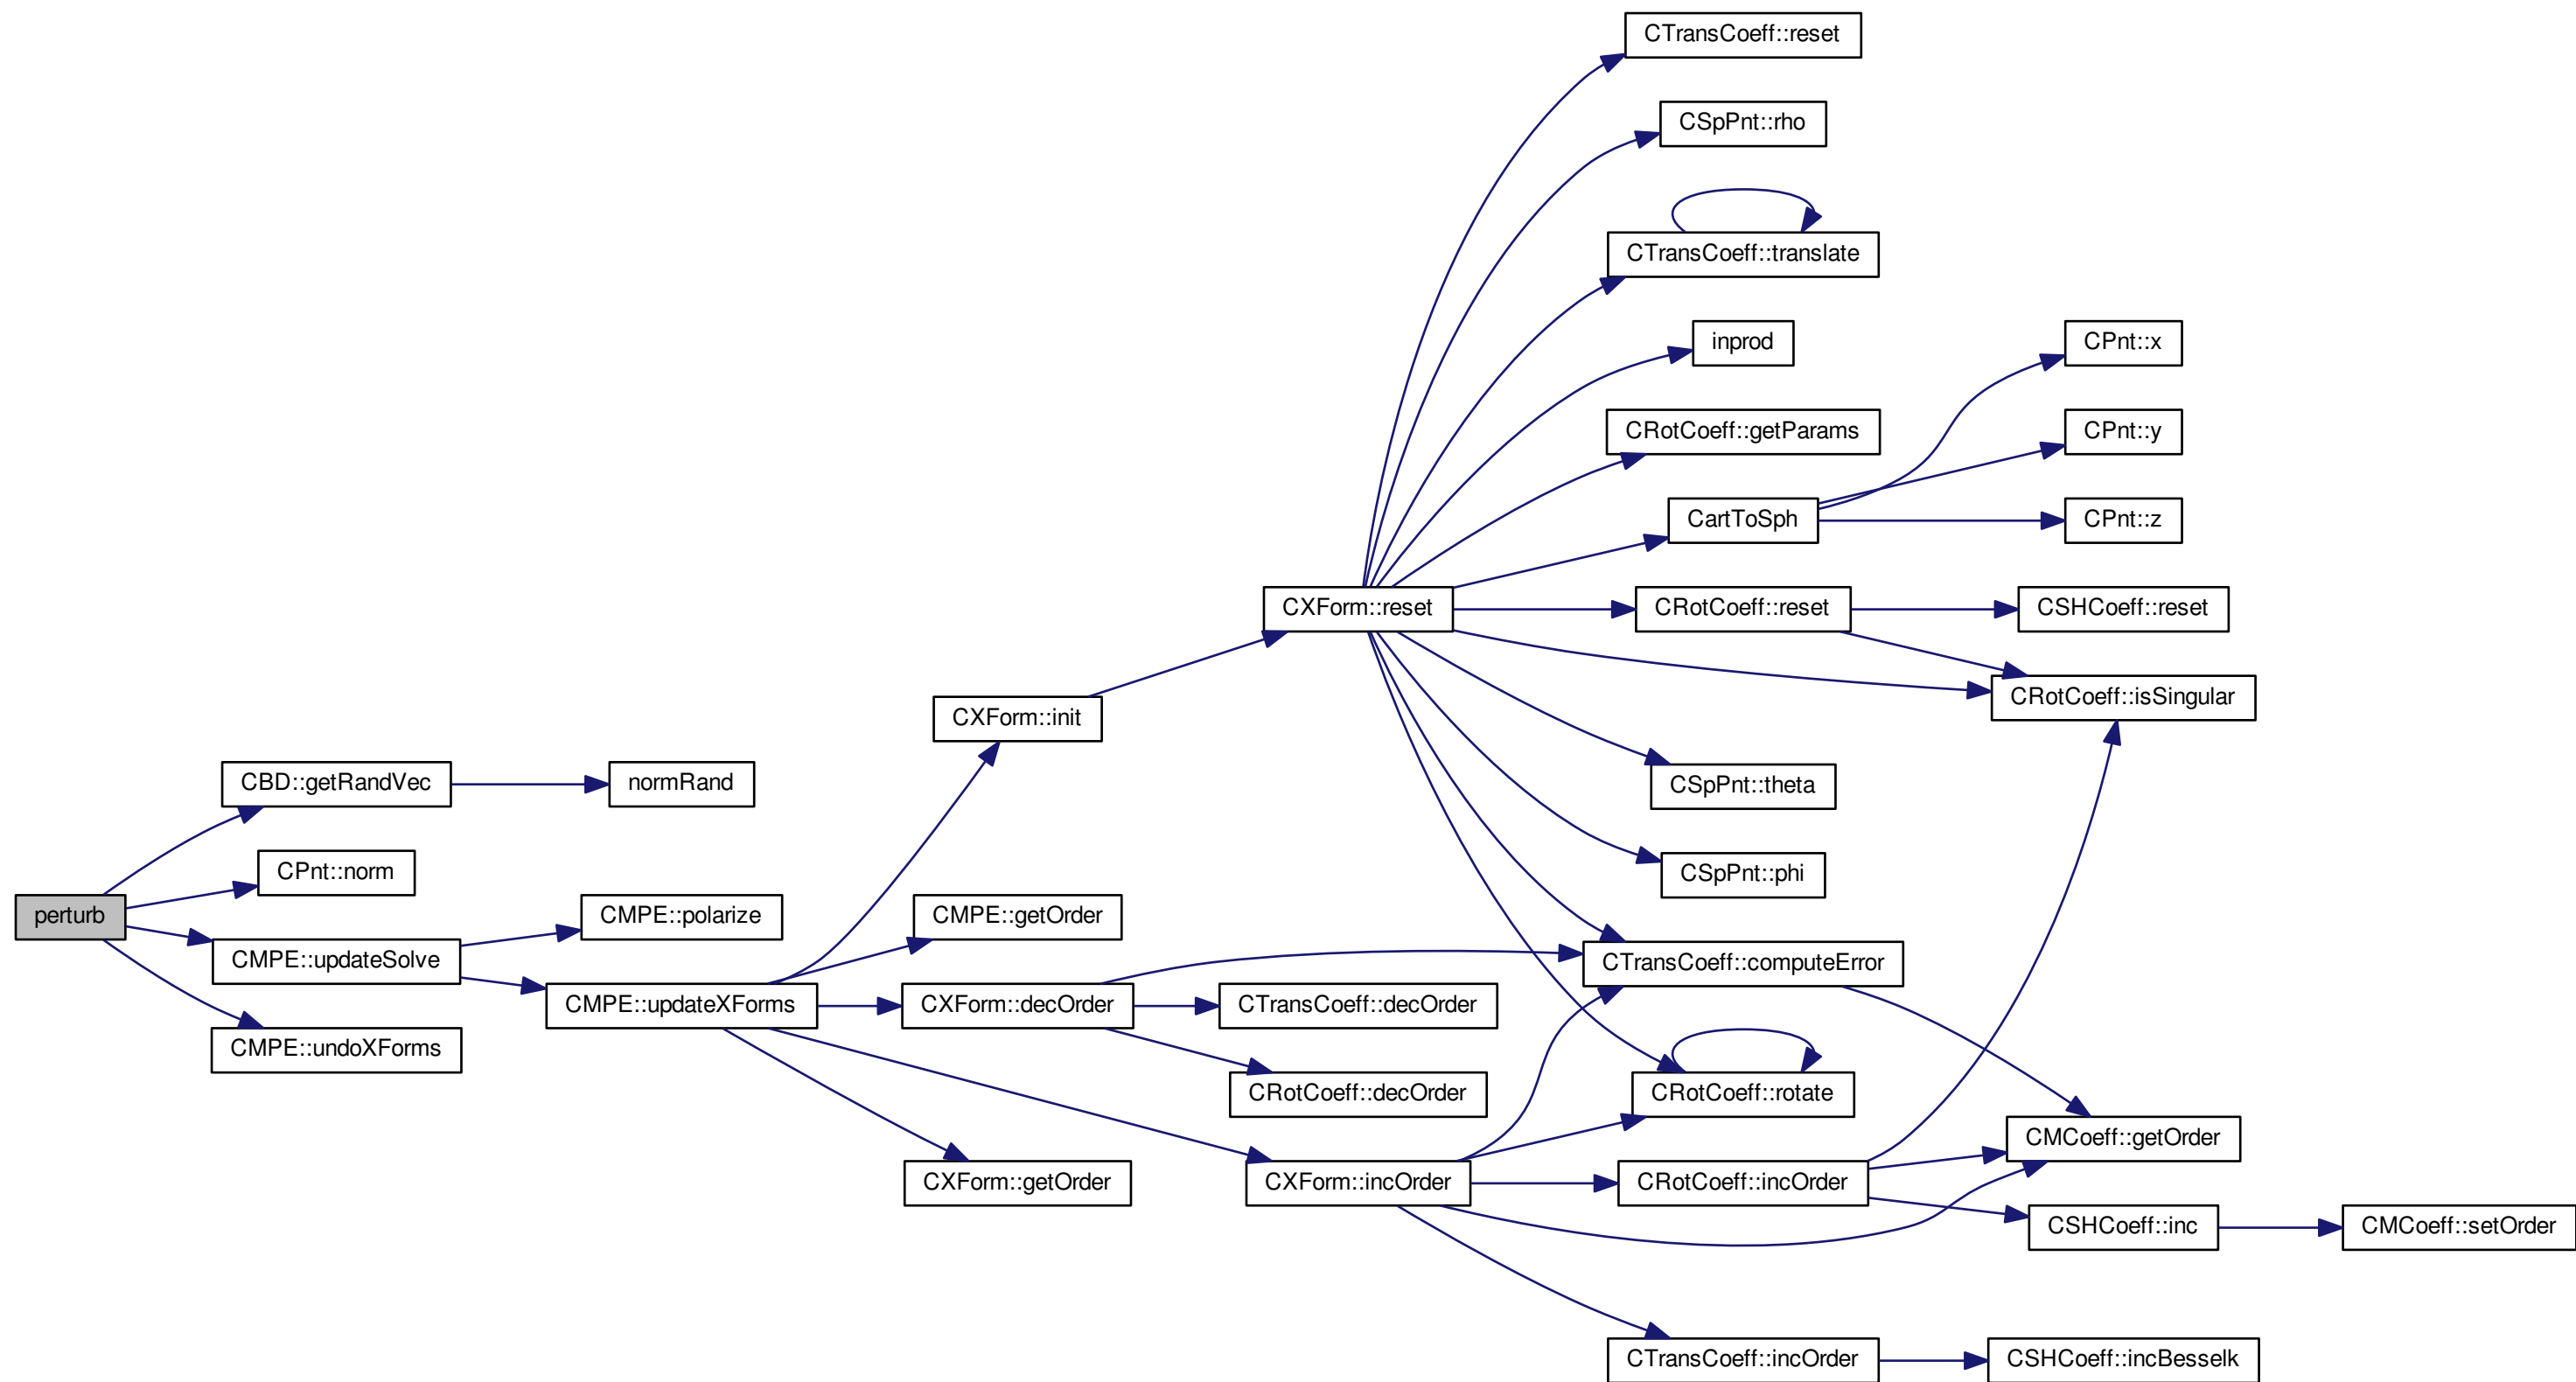 CTransCoeff::reset
CSpPnt::rho
CTransCoeff::translate
inprod
CPnt::x
CRotCoeff::getParams
CPnt::y
CartToSph
CPnt::z
CXForm::reset
CRotCoeff::reset
CSHCoeff::reset
CRotCoeff::isSingular
CXForm::init
CBD::getRandVec
normRand
CSpPnt::theta
CPnt::norm
CSpPnt::phi
perturb
CMPE::polarize
CMPE::getOrder
CMPE::updateSolve
CTransCoeff::computeError
CMPE::updateXForms
CXForm::decOrder
CTransCoeff::decOrder
CMPE::undoXForms
CRotCoeff::decOrder
CRotCoeff::rotate
CMCoeff::getOrder
CXForm::getOrder
CXForm::incOrder
CRotCoeff::incOrder
CSHCoeff::inc
CMCoeff::setOrder
CTransCoeff::incOrder
CSHCoeff::incBesselk